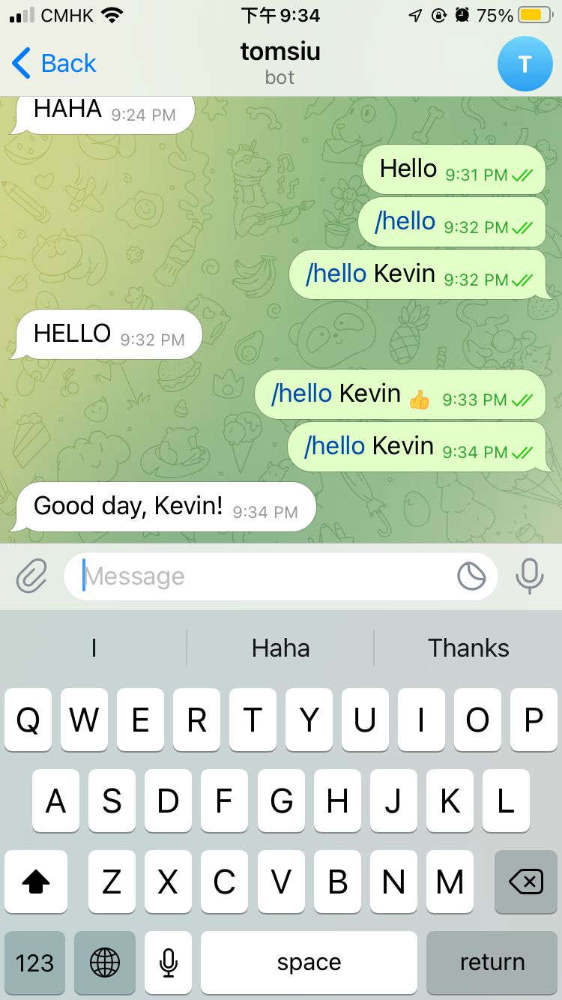 CMHK 下午9:34 75%
Back
tomsiu
bot
T
HAHA 9:24 PM
Hello 9:31 PM
/hello 9:32 PM
/hello Kevin 9:32 PM
HELLO 9:32 PM
/hello Kevin 👍 9:33 PM
/hello Kevin 9:34 PM
Good day, Kevin! 9:34 PM
Message
I Haha Thanks
Q W E R T Y U I O P
A S D F G H J K L
Z X C V B N M
123 space return